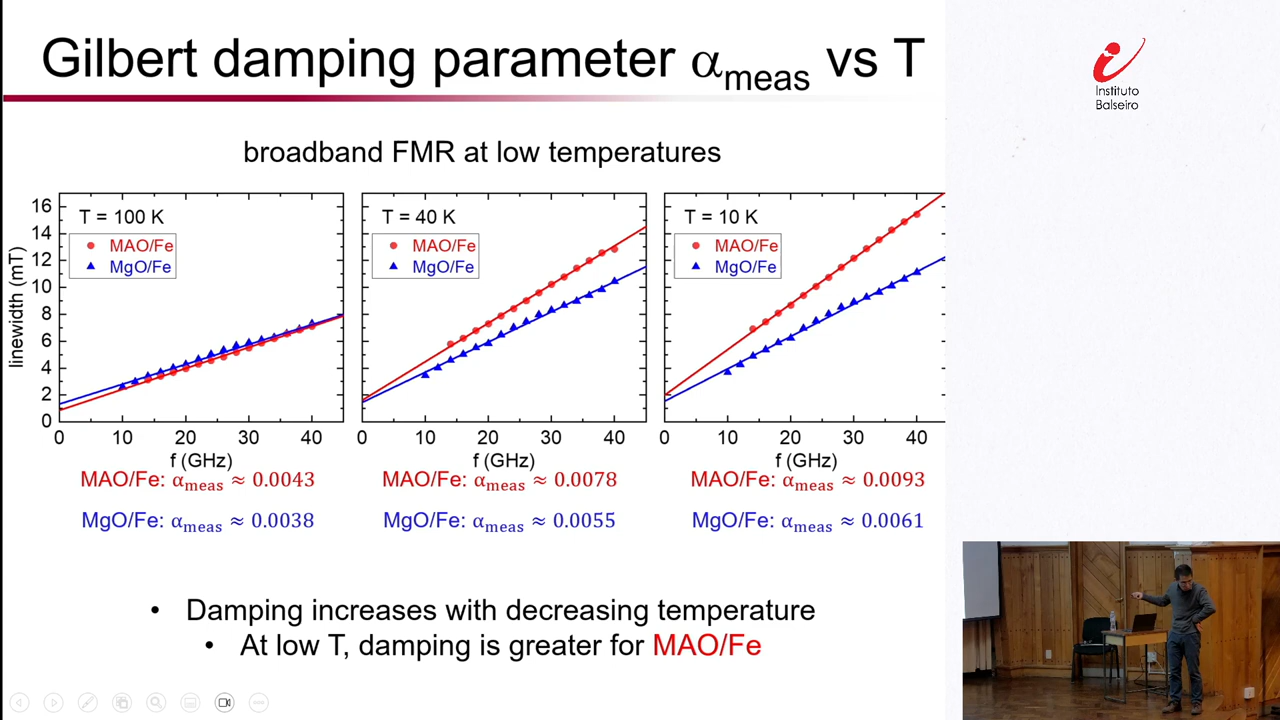 Gilbert damping parameter αmeas vs T
Instituto
Balseiro
broadband FMR at low temperatures
linewidth (mT)
16
14
12
10
8
6
4
2
0
T = 100 K
MAO/Fe
MgO/Fe
0 10 20 30 40
f (GHz)
MAO/Fe: αmeas ≈ 0.0043
MgO/Fe: αmeas ≈ 0.0038
T = 40 K
MAO/Fe
MgO/Fe
0 10 20 30 40
f (GHz)
MAO/Fe: αmeas ≈ 0.0078
MgO/Fe: αmeas ≈ 0.0055
T = 10 K
MAO/Fe
MgO/Fe
0 10 20 30 40
f (GHz)
MAO/Fe: αmeas ≈ 0.0093
MgO/Fe: αmeas ≈ 0.0061
• Damping increases with decreasing temperature
• At low T, damping is greater for MAO/Fe